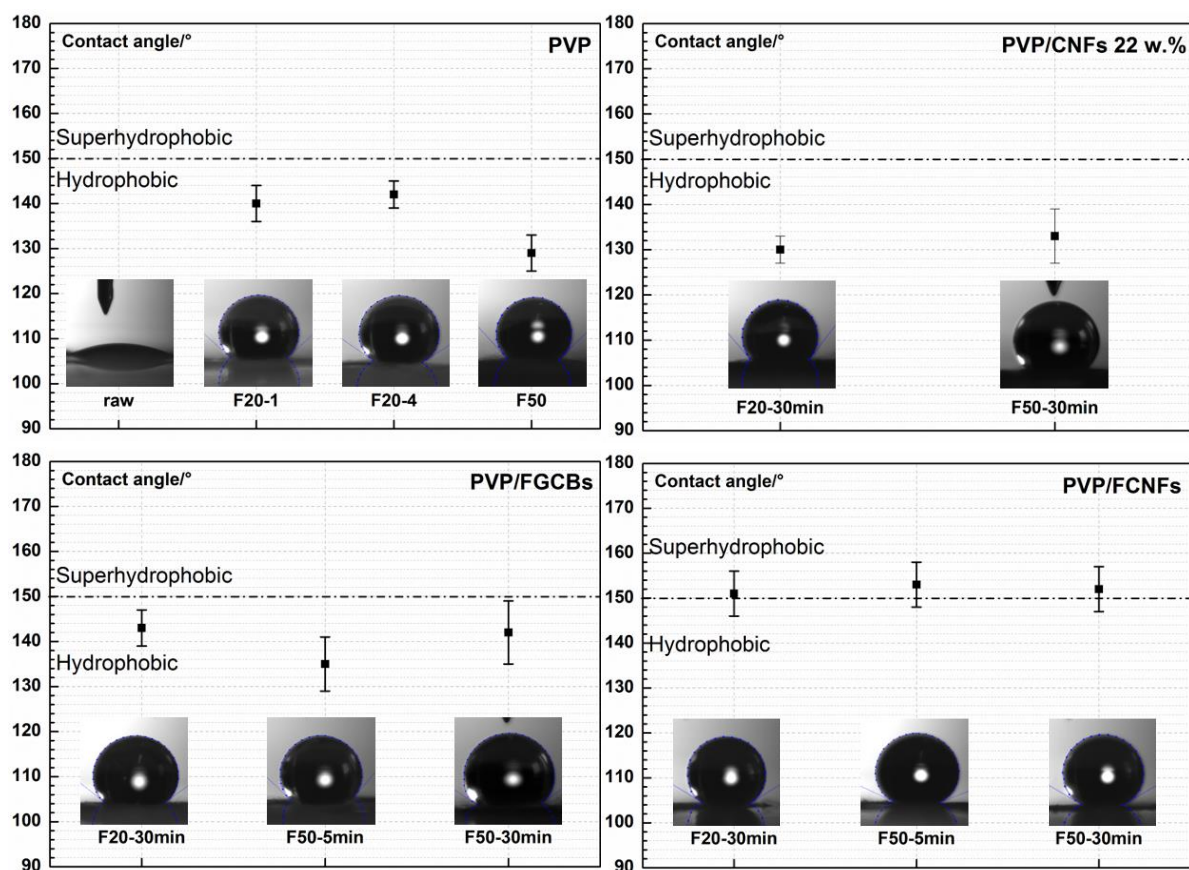 180
170
160
150
140
130
120
110
100
90
Contact angle/°
PVP
Superhydrophobic
Hydrophobic
raw
F20-1
F20-4
F50
180
170
160
150
140
130
120
110
100
90
Contact angle/°
PVP/CNFs 22 w.%
Superhydrophobic
Hydrophobic
F20-30min
F50-30min
180
170
160
150
140
130
120
110
100
90
Contact angle/°
PVP/FGCBs
Superhydrophobic
Hydrophobic
F20-30min
F50-5min
F50-30min
180
170
160
150
140
130
120
110
100
90
Contact angle/°
PVP/FCNFs
Superhydrophobic
Hydrophobic
F20-30min
F50-5min
F50-30min